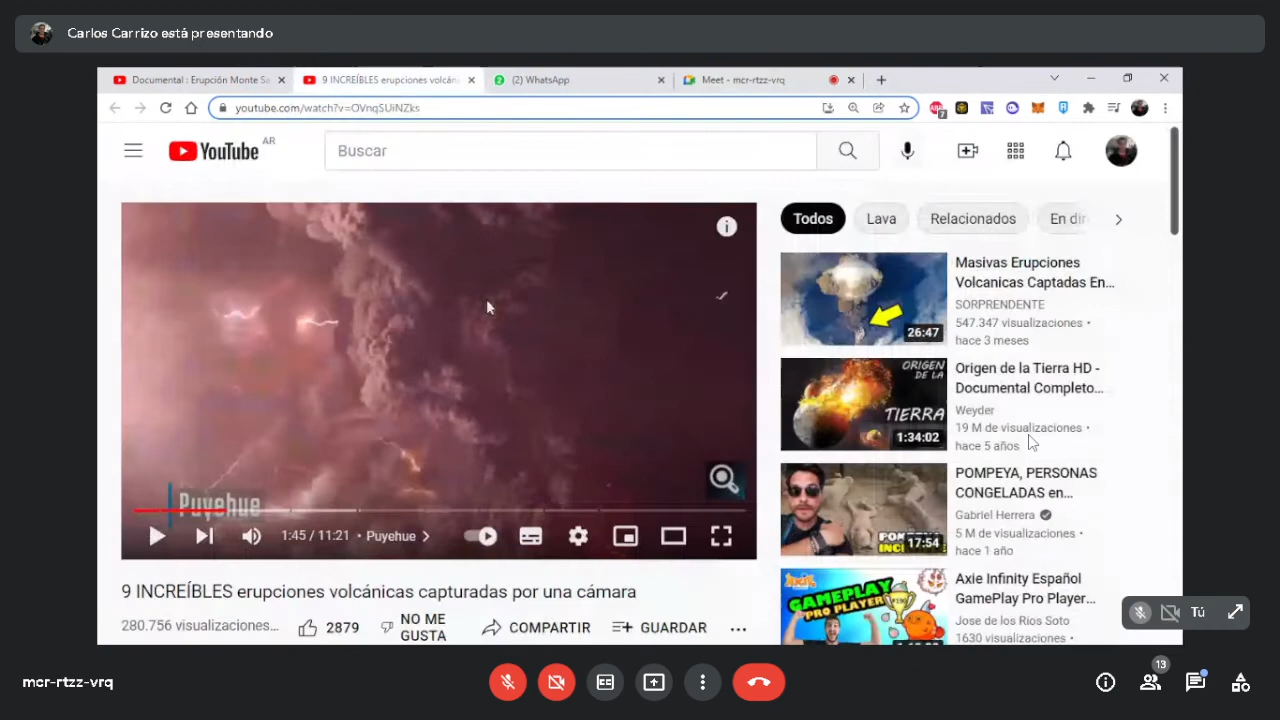 Carlos Carrizo está presentando
Documental : Erupción Monte Sa
9 INCREÍBLES erupciones volcáni
(2) WhatsApp
Meet - mcr-rtzz-vrq
youtube.com/watch?v=OVnqSUiNZks
7
YouTube AR
Buscar
Todos
Lava
Relacionados
En dir
Masivas Erupciones
Volcanicas Captadas En...
SORPRENDENTE
547.347 visualizaciones •
hace 3 meses
26:47
ORIGEN
DE LA
TIERRA
1:34:02
Origen de la Tierra HD -
Documental Completo...
Weyder
19 M de visualizaciones •
hace 5 años
POMPEYA, PERSONAS
CONGELADAS en...
Gabriel Herrera
5 M de visualizaciones •
hace 1 año
17:54
Puyehue
1:45 / 11:21 • Puyehue
9 INCREÍBLES erupciones volcánicas capturadas por una cámara
280.756 visualizaciones...
2879
NO ME
GUSTA
COMPARTIR
GUARDAR
GAMEPLAY
PRO PLAYER
#190
Axie Infinity Español
GamePlay Pro Player...
Jose de los Rios Soto
1630 visualizaciones •
Tú
mcr-rtzz-vrq
13